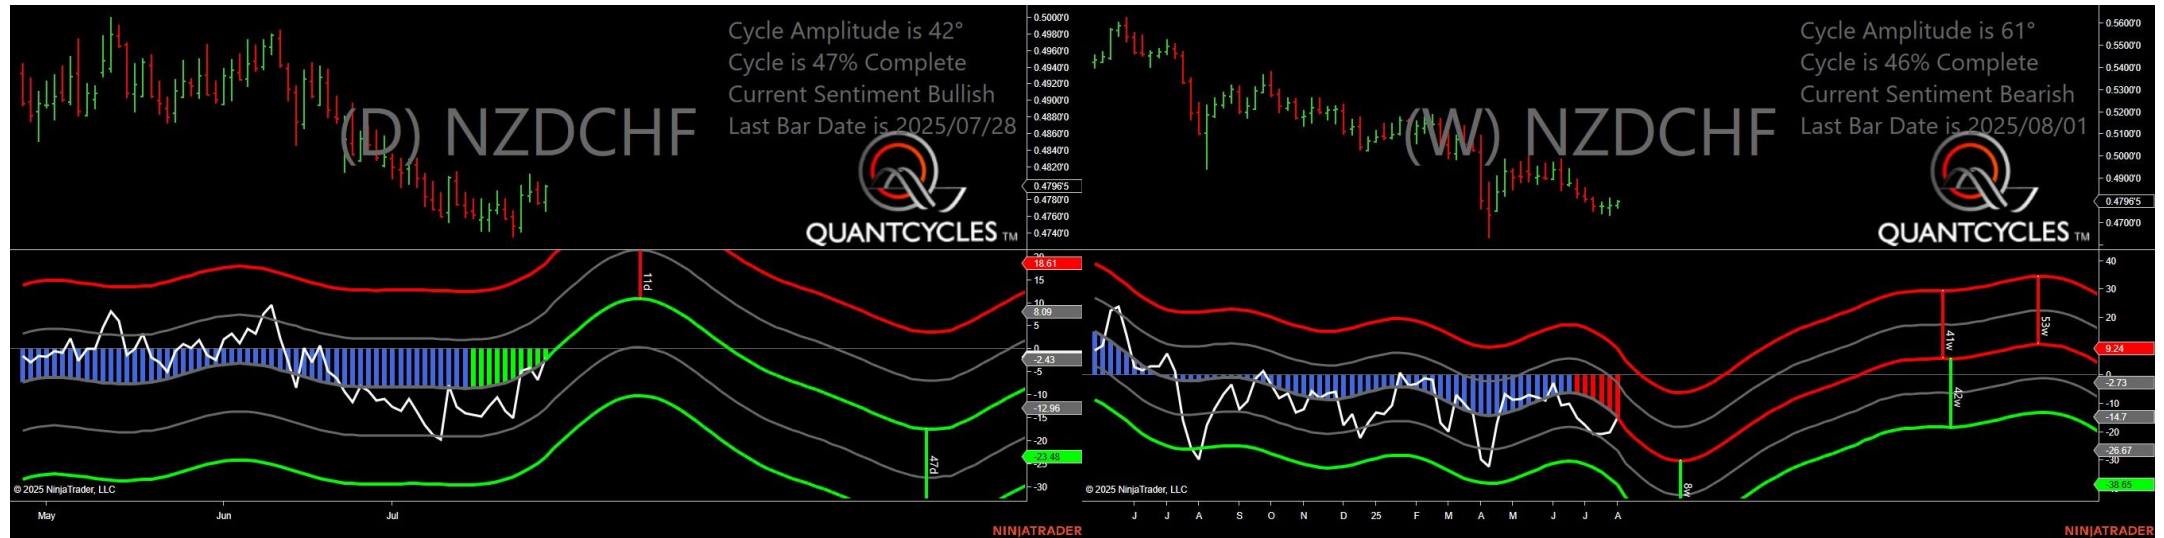 Cycle Amplitude is 42°
Cycle is 47% Complete
Current Sentiment Bullish
Last Bar Date is 2025/07/28
(D) NZDCHF
QUANTCYCLES TM
0.5000'0
0.4960'0
0.4940'0
0.4900'0
0.4860'0
0.4840'0
0.4820'0
0.4796'5
0.4780'0
0.4760'0
0.4740'0
20
18.61
15
10
8.09
5
0
-2.43
-5
-10
-12.96
-15
-20
-23.48
-25
-30
11d
47d
© 2025 NinjaTrader, LLC
May
Jun
Jul
NINJATRADER
Cycle Amplitude is 61°
Cycle is 46% Complete
Current Sentiment Bearish
Last Bar Date is 2025/08/01
(W) NZDCHF
QUANTCYCLES TM
0.5600'0
0.5500'0
0.5400'0
0.5300'0
0.5200'0
0.5100'0
0.5000'0
0.4900'0
0.4796'5
0.4700'0
40
30
20
9.24
0
-2.73
-10
-14.7
-20
-26.67
-30
-38.65
41w
53w
42w
8w
© 2025 NinjaTrader, LLC
J
J
A
S
O
N
D
25
F
M
A
M
J
J
A
NINJATRADER